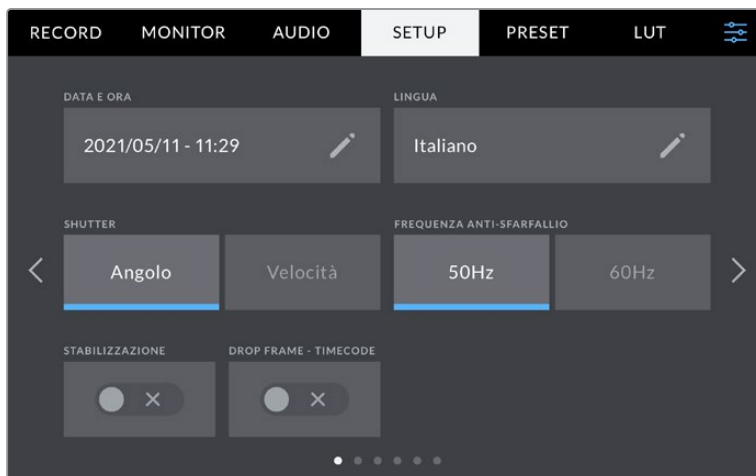 RECORD MONITOR AUDIO SETUP PRESET LUT
DATA E ORA
2021/05/11 - 11:29
LINGUA
Italiano
SHUTTER
Angolo Velocità
FREQUENZA ANTI-SFARFALLIO
50Hz 60Hz
STABILIZZAZIONE
DROP FRAME - TIMECODE